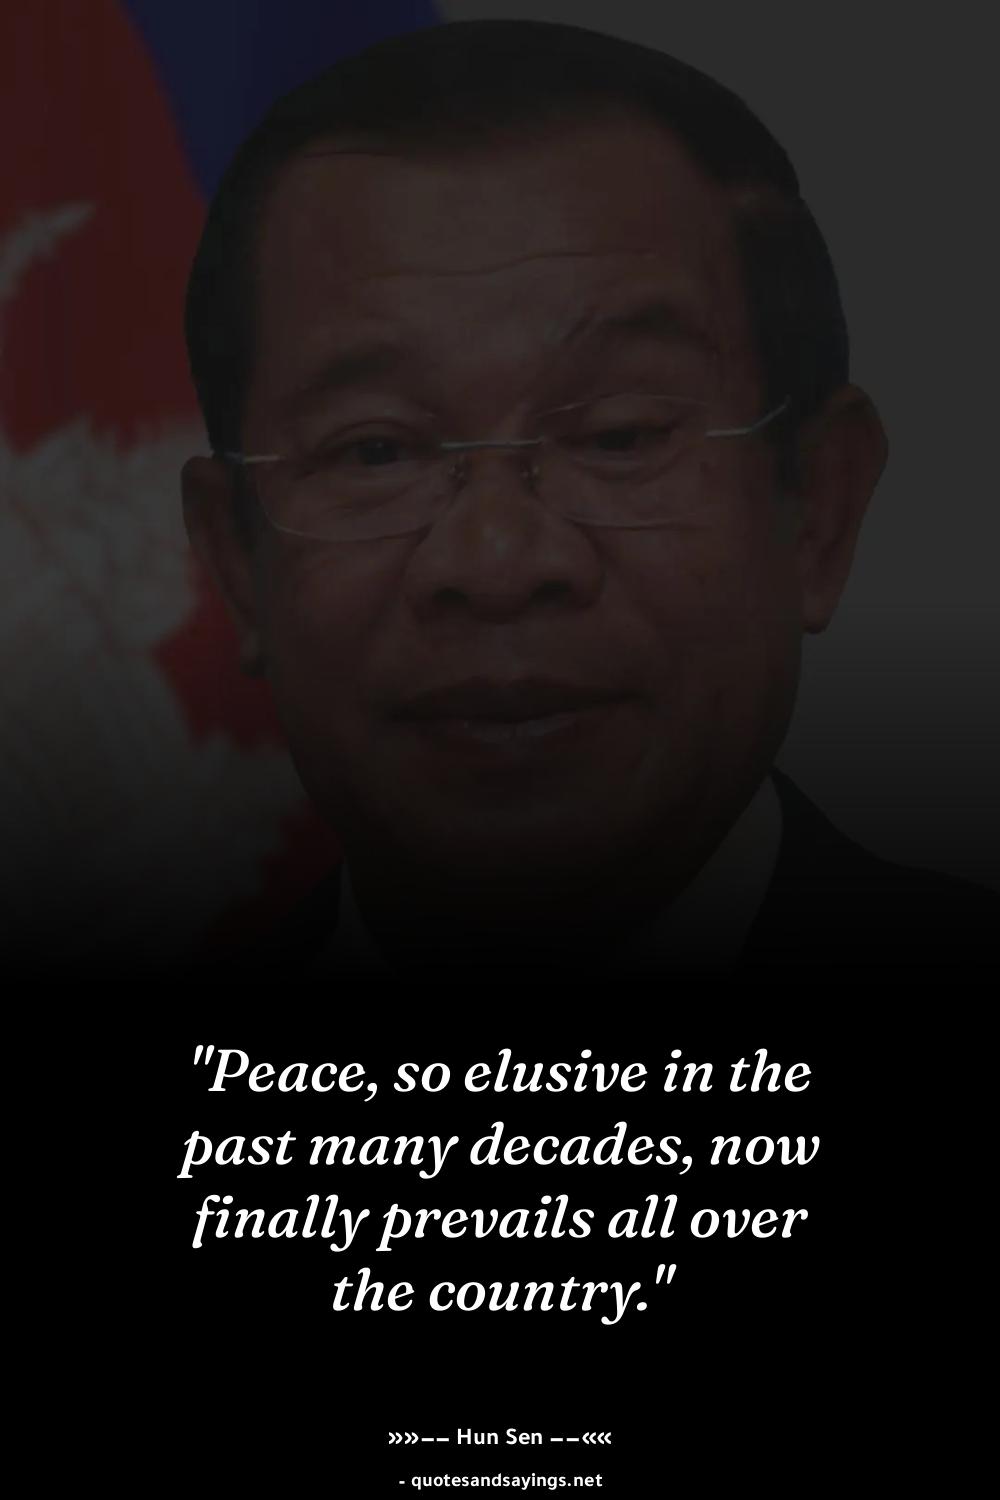 "Peace, so elusive in the
past many decades, now
finally prevails all over
the country."
»»–– Hun Sen ––««
- quotesandsayings.net